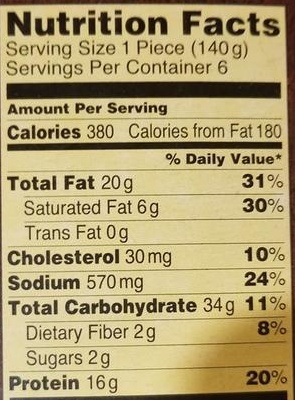 Nutrition Facts
Serving Size 1 Piece (140g)
Servings Per Container 6
Amount Per Serving
Calories 380 Calories from Fat 180
% Daily Value*
Total Fat 20g 31%
Saturated Fat 6g 30%
Trans Fat 0g
Cholesterol 30mg 10%
Sodium 570mg 24%
Total Carbohydrate 34g 11%
Dietary Fiber 2g 8%
Sugars 2g
Protein 16g 20%